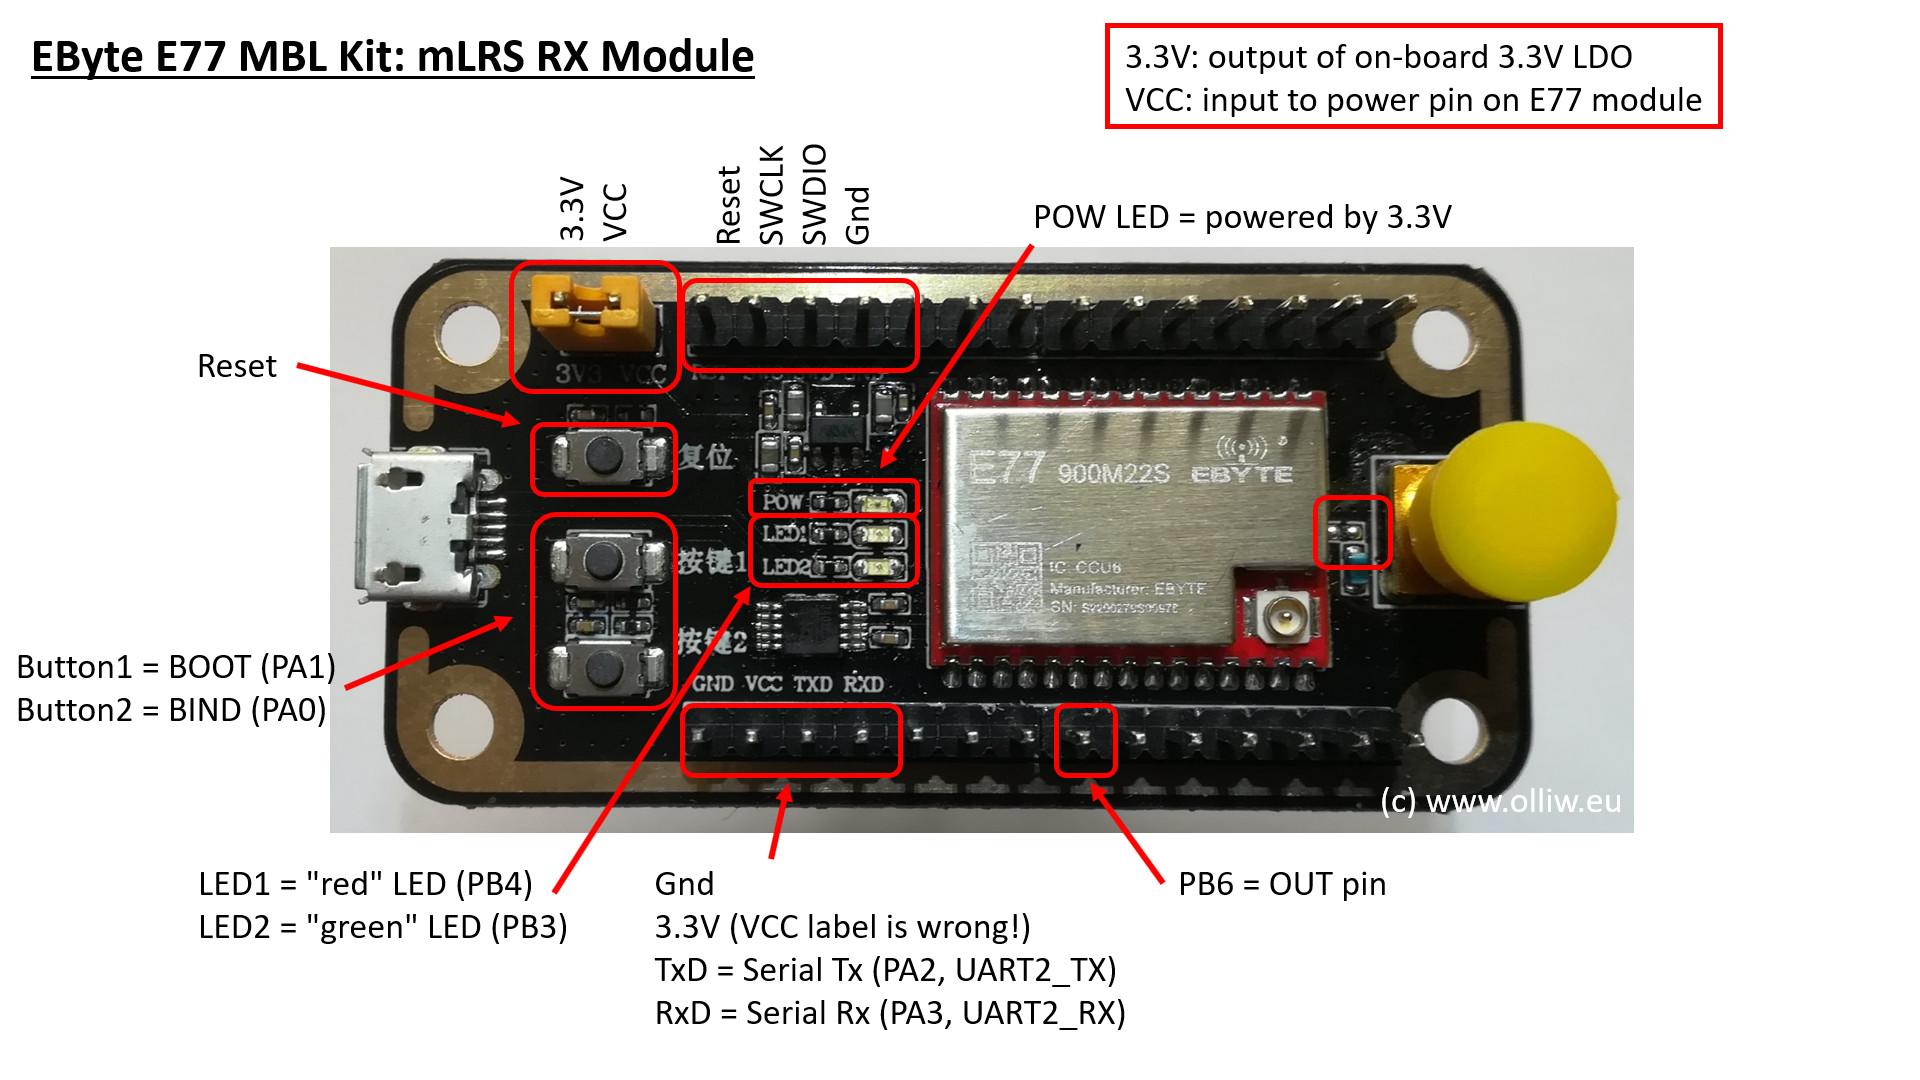 EByte E77 MBL Kit: mLRS RX Module
3.3V: output of on-board 3.3V LDO
VCC: input to power pin on E77 module
3.3V
VCC
Reset
SWCLK
SWDIO
Gnd
POW LED = powered by 3.3V
Reset
3V3 VCC
复位
E77 900M22S EBYTE
POW
LED1
LED2
按键1
按键2
IC: CCU6
Manufacturer: EBYTE
SN:
GND VCC TXD RXD
Button1 = BOOT (PA1)
Button2 = BIND (PA0)
(c) www.olliw.eu
LED1 = "red" LED (PB4)
LED2 = "green" LED (PB3)
Gnd
3.3V (VCC label is wrong!)
TxD = Serial Tx (PA2, UART2_TX)
RxD = Serial Rx (PA3, UART2_RX)
PB6 = OUT pin